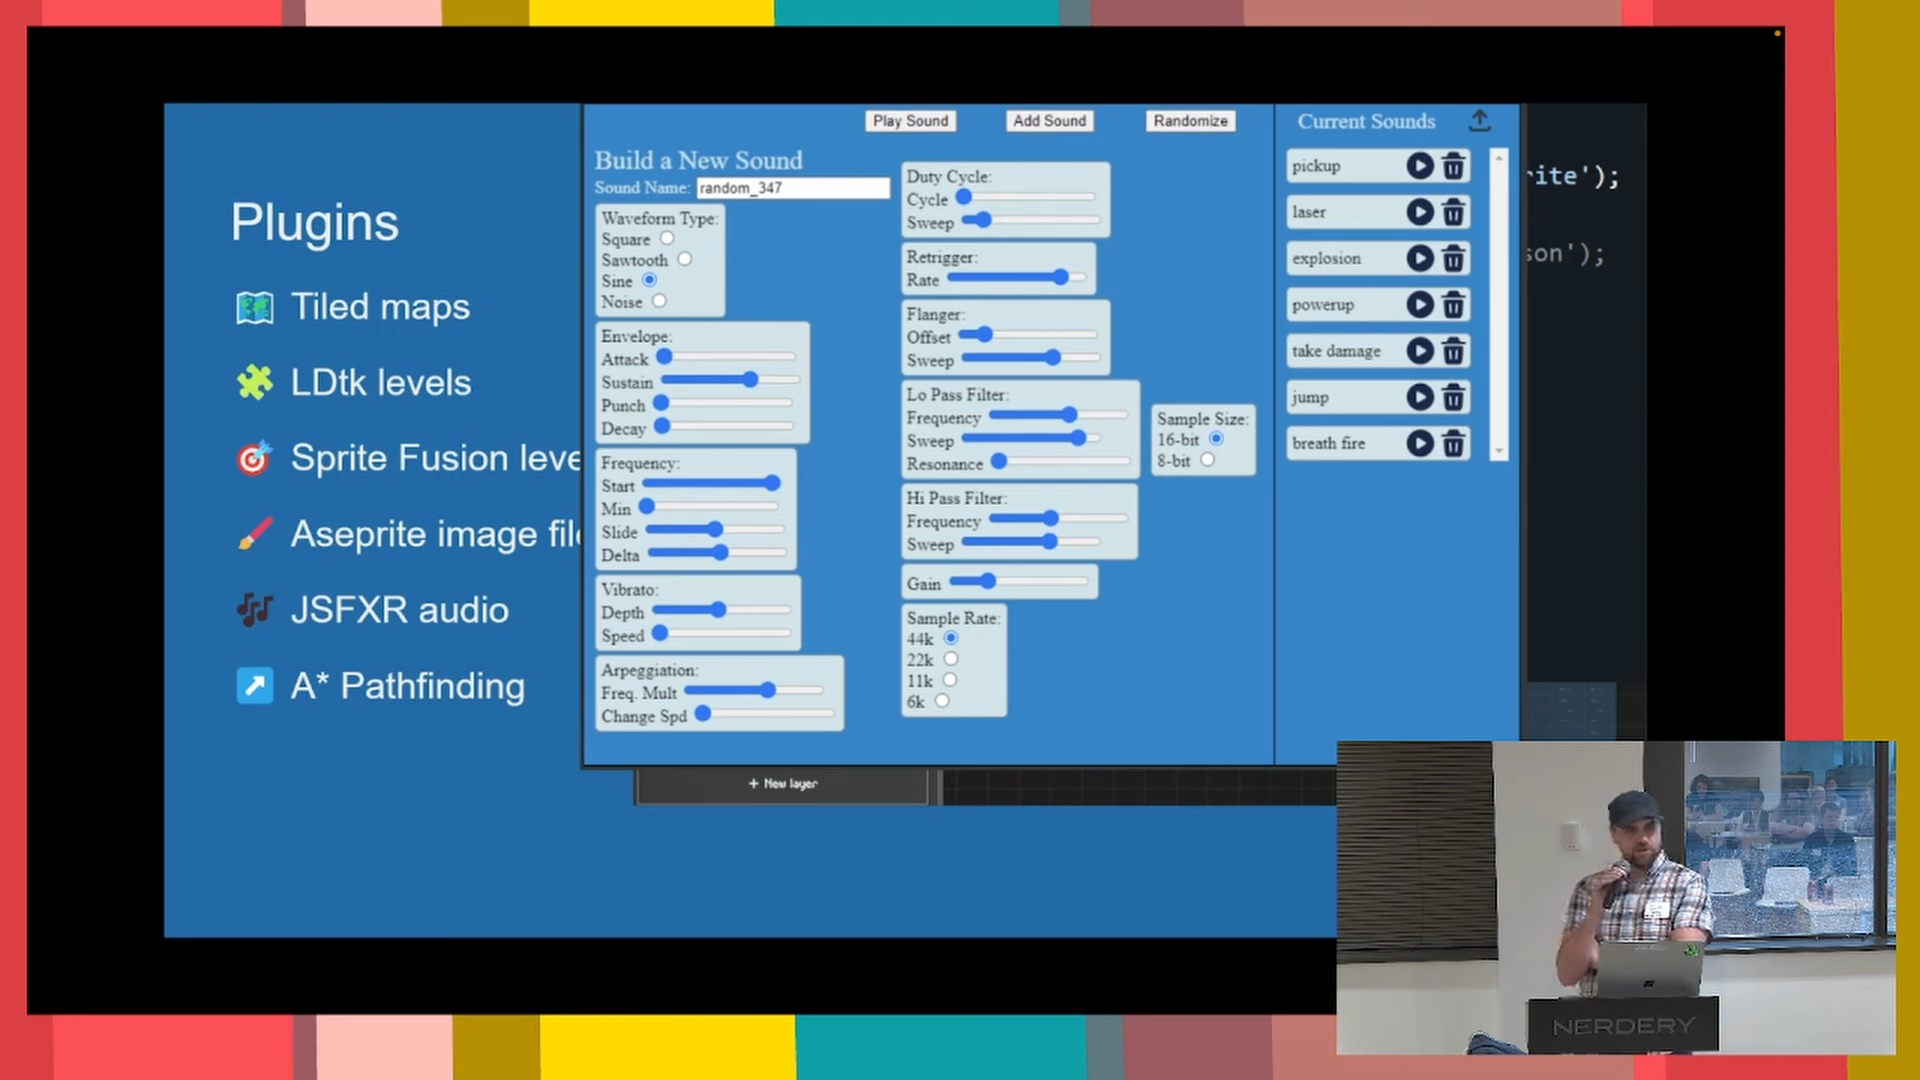 Plugins
Tiled maps
LDtk levels
Sprite Fusion leve
Aseprite image fil
JSFXR audio
A* Pathfinding
Play Sound
Add Sound
Randomize
Build a New Sound
Sound Name: random_347
Waveform Type:
Square
Sawtooth
Sine
Noise
Envelope:
Attack
Sustain
Punch
Decay
Frequency:
Start
Min
Slide
Delta
Vibrato:
Depth
Speed
Arpeggiation:
Freq. Mult
Change Spd
Duty Cycle:
Cycle
Sweep
Retrigger:
Rate
Flanger:
Offset
Sweep
Lo Pass Filter:
Frequency
Sweep
Resonance
Hi Pass Filter:
Frequency
Sweep
Gain
Sample Rate:
44k
22k
11k
6k
Sample Size:
16-bit
8-bit
Current Sounds
pickup
laser
explosion
powerup
take damage
jump
breath fire
rite');
son');
+ New layer
NERDERY